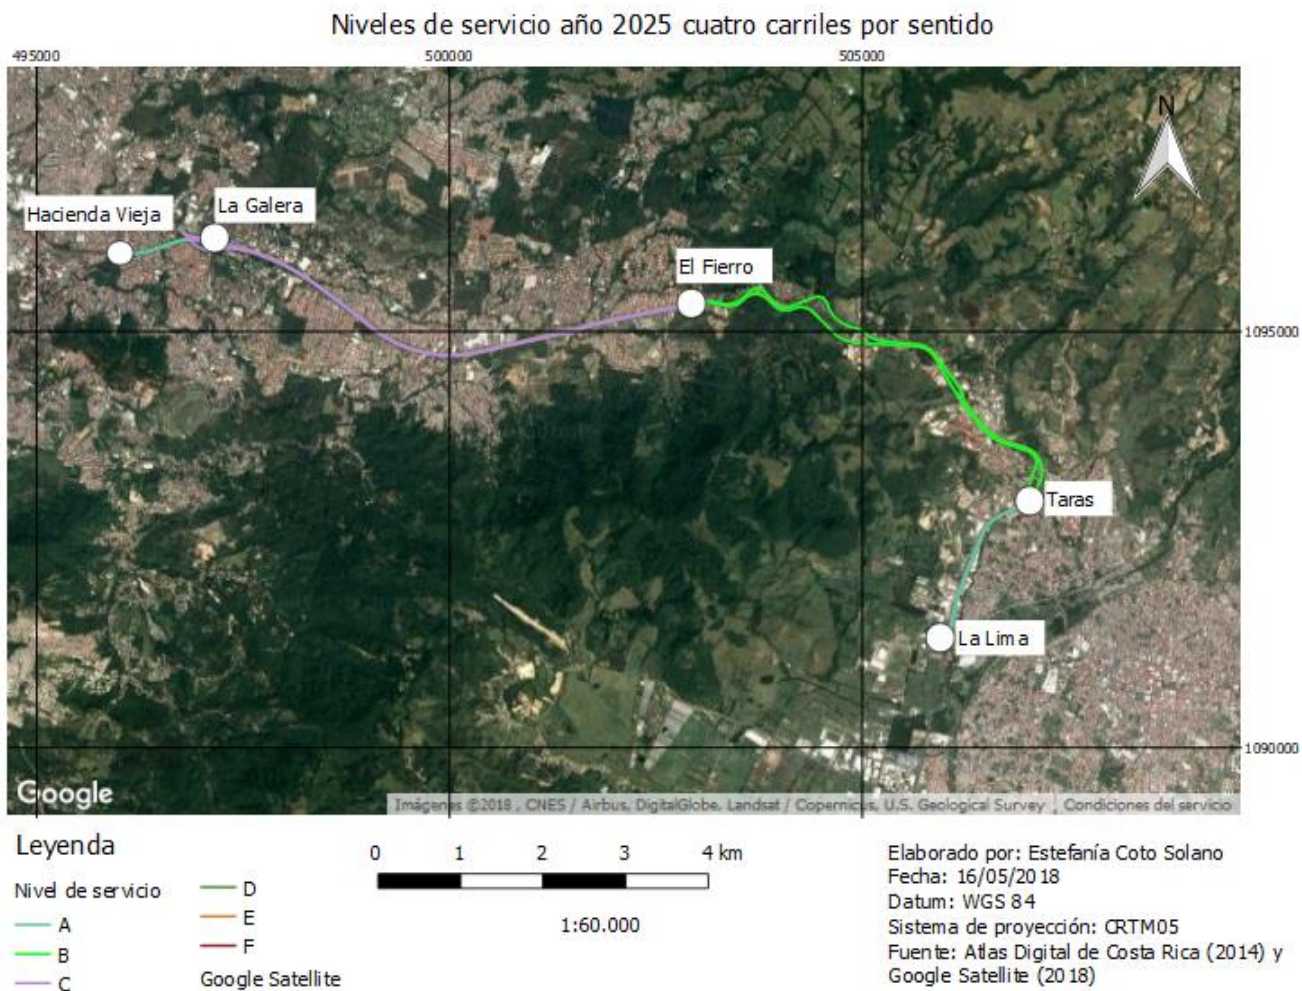 Niveles de servicio año 2025 cuatro carriles por sentido
495000
500000
505000
N
Hacienda Vieja
La Galera
El Fierro
1095000
Taras
La Lima
1090000
Google
Imágenes ©2018 , CNES / Airbus, DigitalGlobe, Landsat / Copernicus, U.S. Geological Survey , Condiciones del servicio
Leyenda
Nivel de servicio
A
B
C
D
E
F
Google Satellite
0 1 2 3 4 km
1:60.000
Elaborado por: Estefanía Coto Solano
Fecha: 16/05/2018
Datum: WGS 84
Sistema de proyección: CRTM05
Fuente: Atlas Digital de Costa Rica (2014) y
Google Satellite (2018)